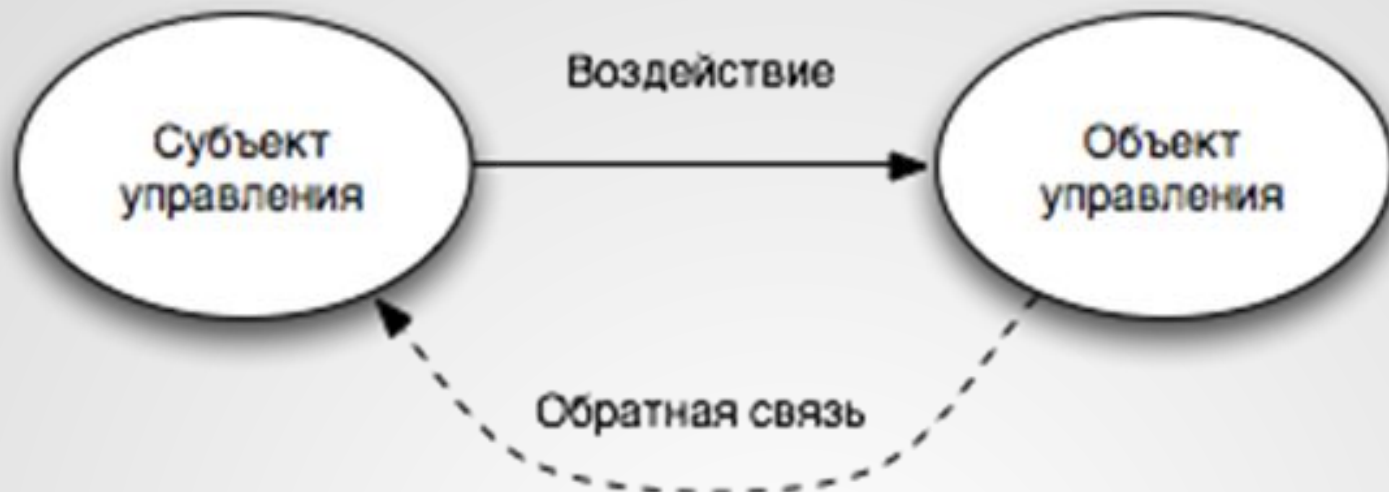 Воздействие
Субъект
управления
Объект
управления
Обратная связь